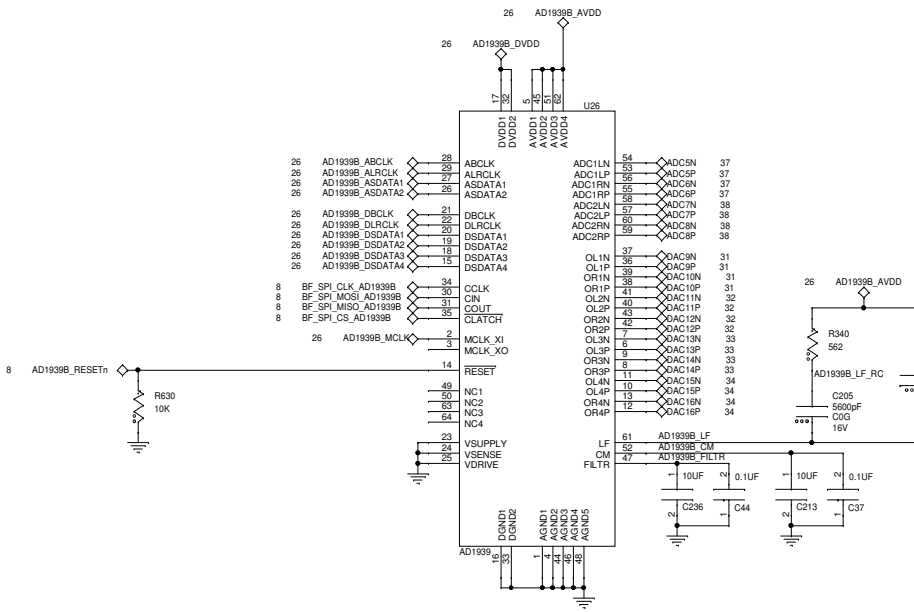 26 AD1939B_AVDD
26 AD1939B_DVDD
17 32 5 45 51 62
U26
DVDD1 DVDD2 AVDD1 AVDD2 AVDD3 AVDD4
26 AD1939B_ABCLK 28 ABCLK
26 AD1939B_ALRCLK 29 ALRCLK
26 AD1939B_ASDATA1 27 ASDATA1
26 AD1939B_ASDATA2 26 ASDATA2
26 AD1939B_DBCLK 21 DBCLK
26 AD1939B_DLRCLK 22 DLRCLK
26 AD1939B_DSDATA1 20 DSDATA1
26 AD1939B_DSDATA2 19 DSDATA2
26 AD1939B_DSDATA3 18 DSDATA3
26 AD1939B_DSDATA4 15 DSDATA4
8 BF_SPI_CLK_AD1939B 34 CCLK
8 BF_SPI_MOSI_AD1939B 30 CIN
8 BF_SPI_MISO_AD1939B 31 COUT
8 BF_SPI_CS_AD1939B 35 CLATCH
26 AD1939B_MCLK 2 MCLK_XI
3 MCLK_XO
8 AD1939B_RESETn 14 RESET
R630
10K
49 NC1
50 NC2
63 NC3
64 NC4
23 VSUPPLY
24 VSENSE
25 VDRIVE
ADC1LN 54 ADC5N 37
ADC1LP 53 ADC5P 37
ADC1RN 56 ADC6N 37
ADC1RP 55 ADC6P 37
ADC2LN 58 ADC7N 38
ADC2LP 57 ADC7P 38
ADC2RN 60 ADC8N 38
ADC2RP 59 ADC8P 38
OL1N 37 DAC9N 31
OL1P 36 DAC9P 31
OR1N 39 DAC10N 31
OR1P 38 DAC10P 31
OL2N 41 DAC11N 32
OL2P 40 DAC11P 32
OR2N 43 DAC12N 32
OR2P 42 DAC12P 32
OL3N 7 DAC13N 33
OL3P 6 DAC13P 33
OR3N 9 DAC14N 33
OR3P 8 DAC14P 33
OL4N 11 DAC15N 34
OL4P 10 DAC15P 34
OR4N 13 DAC16N 34
OR4P 12 DAC16P 34
LF 61 AD1939B_LF
CM 52 AD1939B_CM
FILTR 47 AD1939B_FILTR
26 AD1939B_AVDD
R340
562
AD1939B_LF_RC
C205
5600pF
C0G
16V
1 10UF 2 0.1UF 1 10UF 2 0.1UF
2 C236 1 C44 2 C213 1 C37
DGND1 DGND2 AGND1 AGND2 AGND3 AGND4 AGND5
AD1939
16 33 1 4 44 46 48